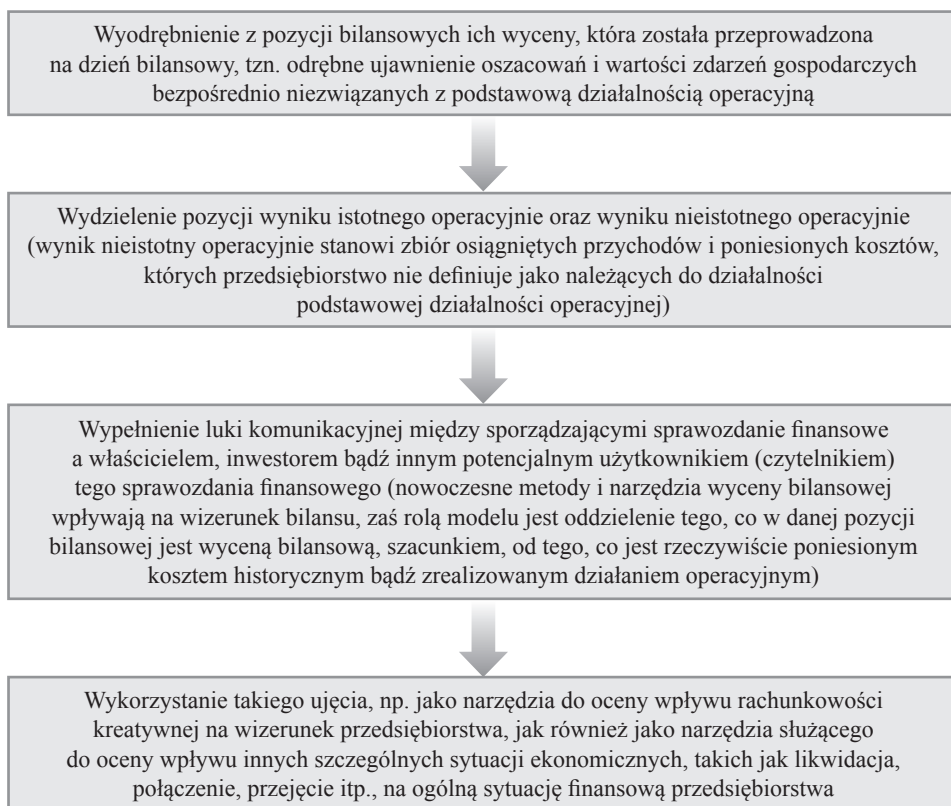 Wyodrębnienie z pozycji bilansowych ich wyceny, która została przeprowadzona
na dzień bilansowy, tzn. odrębne ujawnienie oszacowań i wartości zdarzeń gospodarczych
bezpośrednio niezwiązanych z podstawową działalnością operacyjną
Wydzielenie pozycji wyniku istotnego operacyjnie oraz wyniku nieistotnego operacyjnie
(wynik nieistotny operacyjnie stanowi zbiór osiągniętych przychodów i poniesionych kosztów,
których przedsiębiorstwo nie definiuje jako należących do działalności
podstawowej działalności operacyjnej)
Wypełnienie luki komunikacyjnej między sporządzającymi sprawozdanie finansowe
a właścicielem, inwestorem bądź innym potencjalnym użytkownikiem (czytelnikiem)
tego sprawozdania finansowego (nowoczesne metody i narzędzia wyceny bilansowej
wpływają na wizerunek bilansu, zaś rolą modelu jest oddzielenie tego, co w danej pozycji
bilansowej jest wyceną bilansową, szacunkiem, od tego, co jest rzeczywiście poniesionym
kosztem historycznym bądź zrealizowanym działaniem operacyjnym)
Wykorzystanie takiego ujęcia, np. jako narzędzia do oceny wpływu rachunkowości
kreatywnej na wizerunek przedsiębiorstwa, jak również jako narzędzia służącego
do oceny wpływu innych szczególnych sytuacji ekonomicznych, takich jak likwidacja,
połączenie, przejęcie itp., na ogólną sytuację finansową przedsiębiorstwa